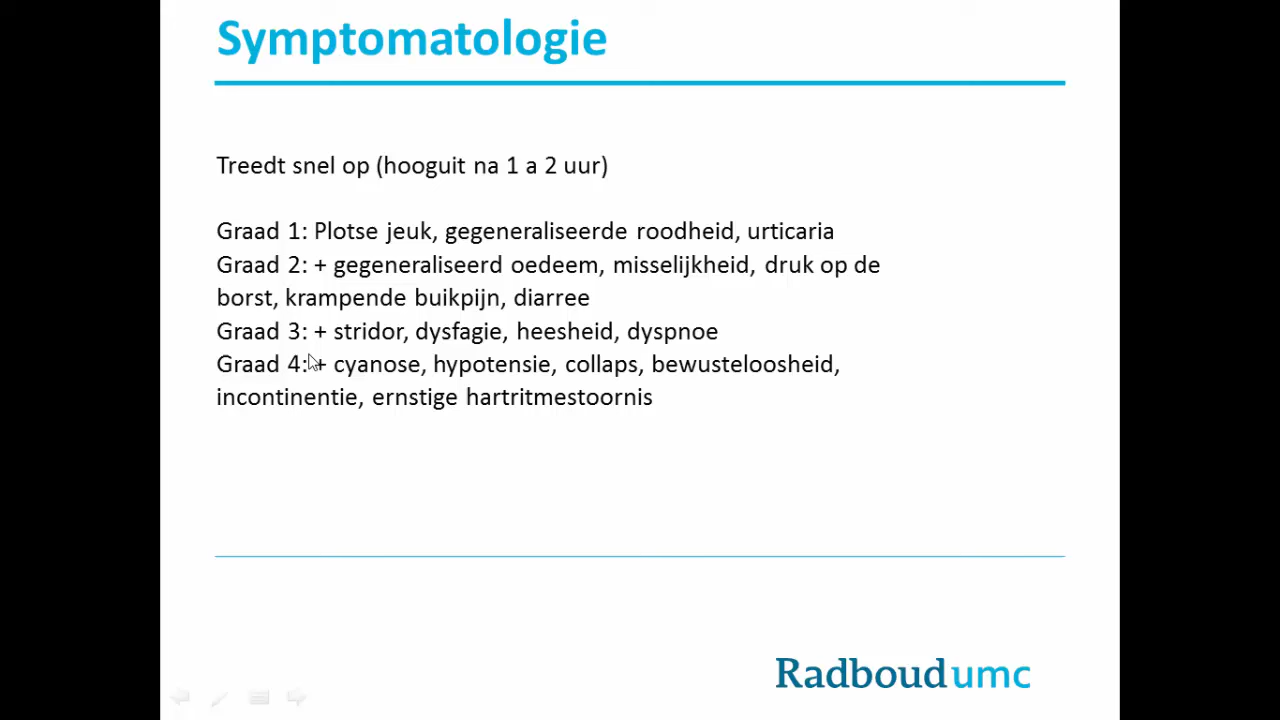 Symptomatologie
Treedt snel op (hooguit na 1 a 2 uur)
Graad 1: Plotse jeuk, gegeneraliseerde roodheid, urticaria
Graad 2: + gegeneraliseerd oedeem, misselijkheid, druk op de
borst, krampende buikpijn, diarree
Graad 3: + stridor, dysfagie, heesheid, dyspnoe
Graad 4: + cyanose, hypotensie, collaps, bewusteloosheid,
incontinentie, ernstige hartritmestoornis
Radboudumc